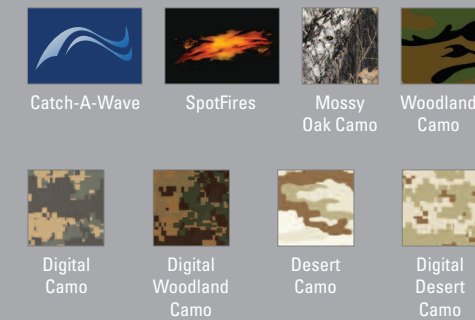 Catch-A-Wave
SpotFires
Mossy
Oak Camo
Woodland
Camo
Digital
Camo
Digital
Woodland
Camo
Desert
Camo
Digital
Desert
Camo